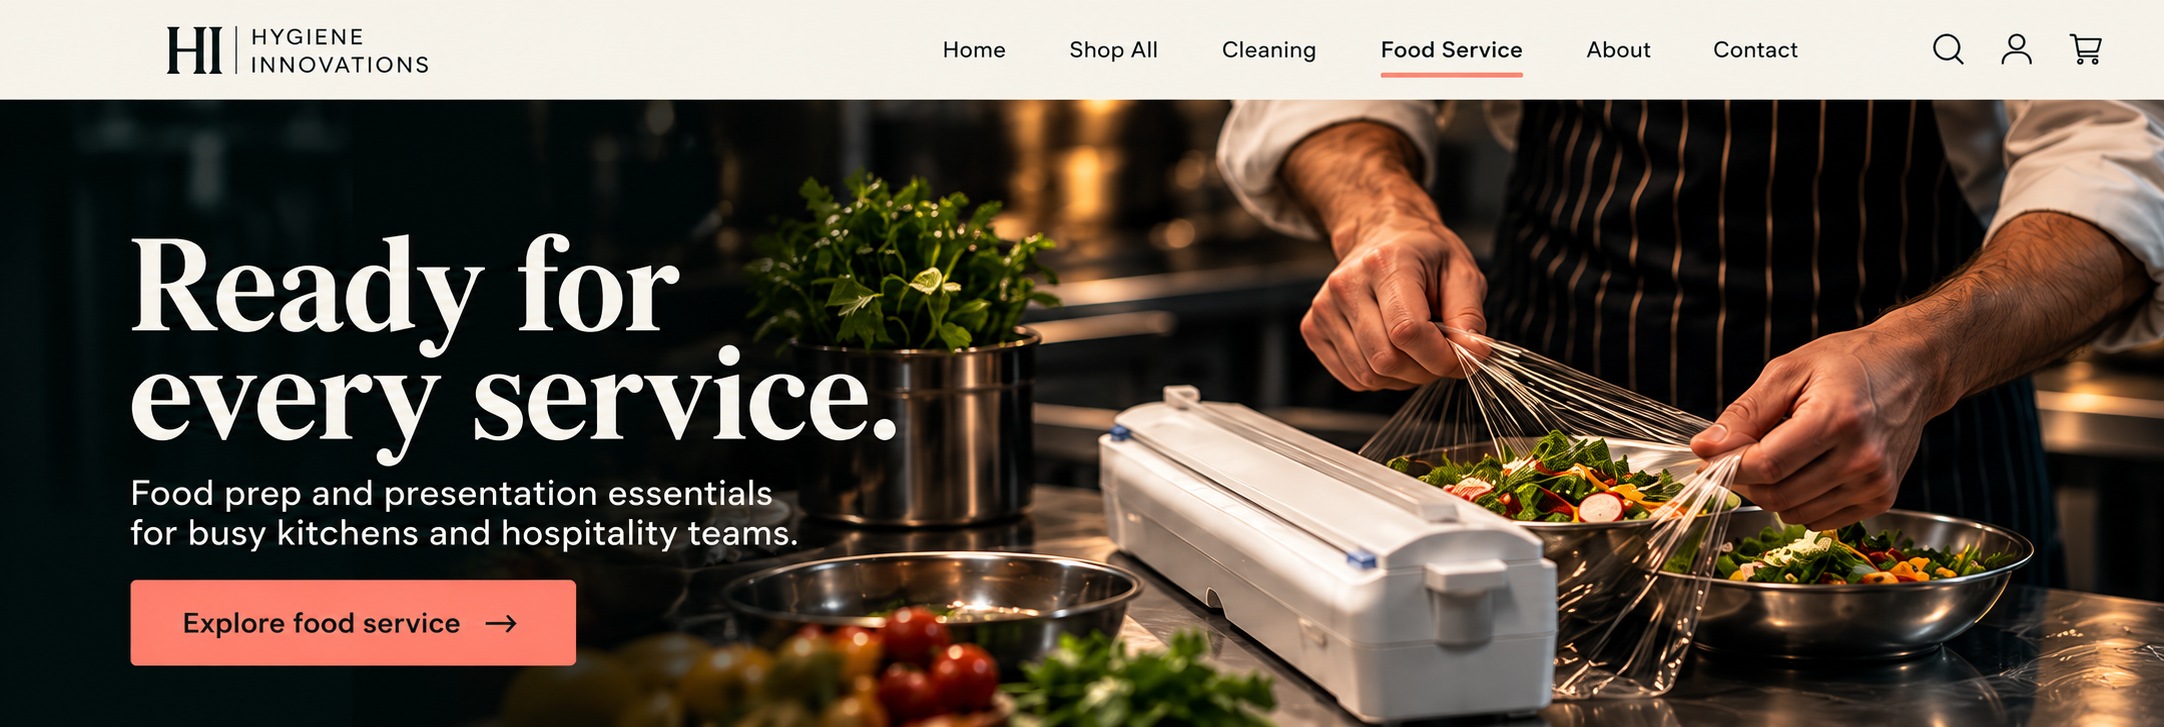 HI
HYGIENE
INNOVATIONS
Home Shop All Cleaning Food Service About Contact
Ready for
every service.
Food prep and presentation essentials
for busy kitchens and hospitality teams.
Explore food service →